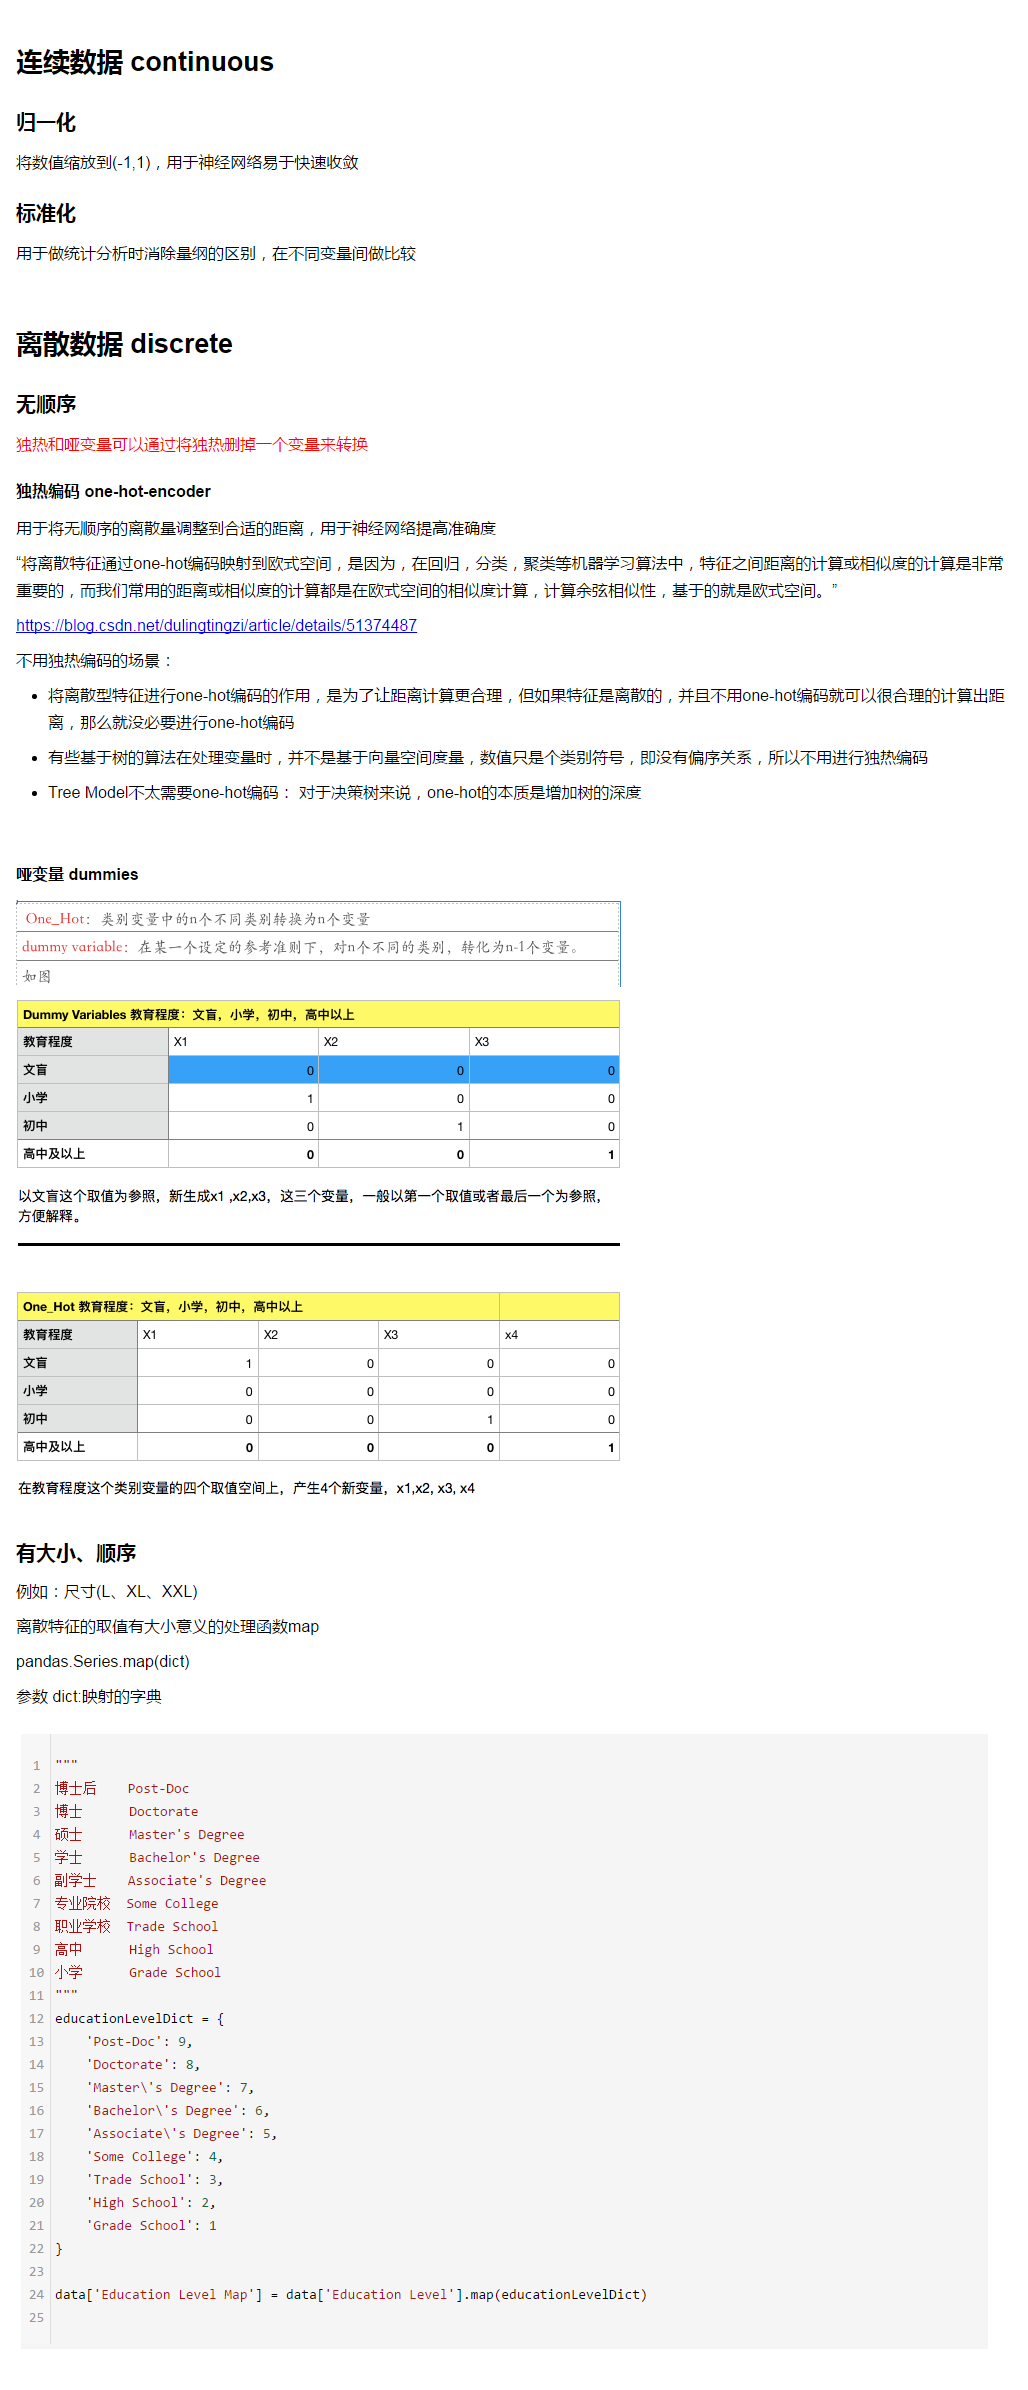 连续数据 continuous
归一化
将数值缩放到(-1,1)，用于神经网络易于快速收敛
标准化
用于做统计分析时消除量纲的区别，在不同变量间做比较
离散数据 discrete
无顺序
独热和哑变量可以通过将独热删掉一个变量来转换
独热编码 one-hot-encoder
用于将无顺序的离散量调整到合适的距离，用于神经网络提高准确度
“将离散特征通过one-hot编码映射到欧式空间，是因为，在回归，分类，聚类等机器学习算法中，特征之间距离的计算或相似度的计算是非常
重要的，而我们常用的距离或相似度的计算都是在欧式空间的相似度计算，计算余弦相似性，基于的就是欧式空间。”
https://blog.csdn.net/dulingtingzi/article/details/51374487
不用独热编码的场景：
• 将离散型特征进行one-hot编码的作用，是为了让距离计算更合理，但如果特征是离散的，并且不用one-hot编码就可以很合理的计算出距
离，那么就没必要进行one-hot编码
• 有些基于树的算法在处理变量时，并不是基于向量空间度量，数值只是个类别符号，即没有偏序关系，所以不用进行独热编码
• Tree Model不太需要one-hot编码： 对于决策树来说，one-hot的本质是增加树的深度
哑变量 dummies
One_Hot：类别变量中的n个不同类别转换为n个变量
dummy variable：在某一个设定的参考准则下，对n个不同的类别，转化为n-1个变量。
如图
Dummy Variables 教育程度：文盲，小学，初中，高中以上
教育程度 X1 X2 X3
文盲 0 0 0
小学 1 0 0
初中 0 1 0
高中及以上 0 0 1
以文盲这个取值为参照，新生成x1 ,x2,x3，这三个变量，一般以第一个取值或者最后一个为参照，
方便解释。
One_Hot 教育程度：文盲，小学，初中，高中以上
教育程度 X1 X2 X3 x4
文盲 1 0 0 0
小学 0 0 0 0
初中 0 0 1 0
高中及以上 0 0 0 1
在教育程度这个类别变量的四个取值空间上，产生4个新变量，x1,x2, x3, x4
有大小、顺序
例如：尺寸(L、XL、XXL)
离散特征的取值有大小意义的处理函数map
pandas.Series.map(dict)
参数 dict:映射的字典
1 """
2 博士后 Post-Doc
3 博士 Doctorate
4 硕士 Master's Degree
5 学士 Bachelor's Degree
6 副学士 Associate's Degree
7 专业院校 Some College
8 职业学校 Trade School
9 高中 High School
10 小学 Grade School
11 """
12 educationLevelDict = {
13 'Post-Doc': 9,
14 'Doctorate': 8,
15 'Master\'s Degree': 7,
16 'Bachelor\'s Degree': 6,
17 'Associate\'s Degree': 5,
18 'Some College': 4,
19 'Trade School': 3,
20 'High School': 2,
21 'Grade School': 1
22 }
23
24 data['Education Level Map'] = data['Education Level'].map(educationLevelDict)
25